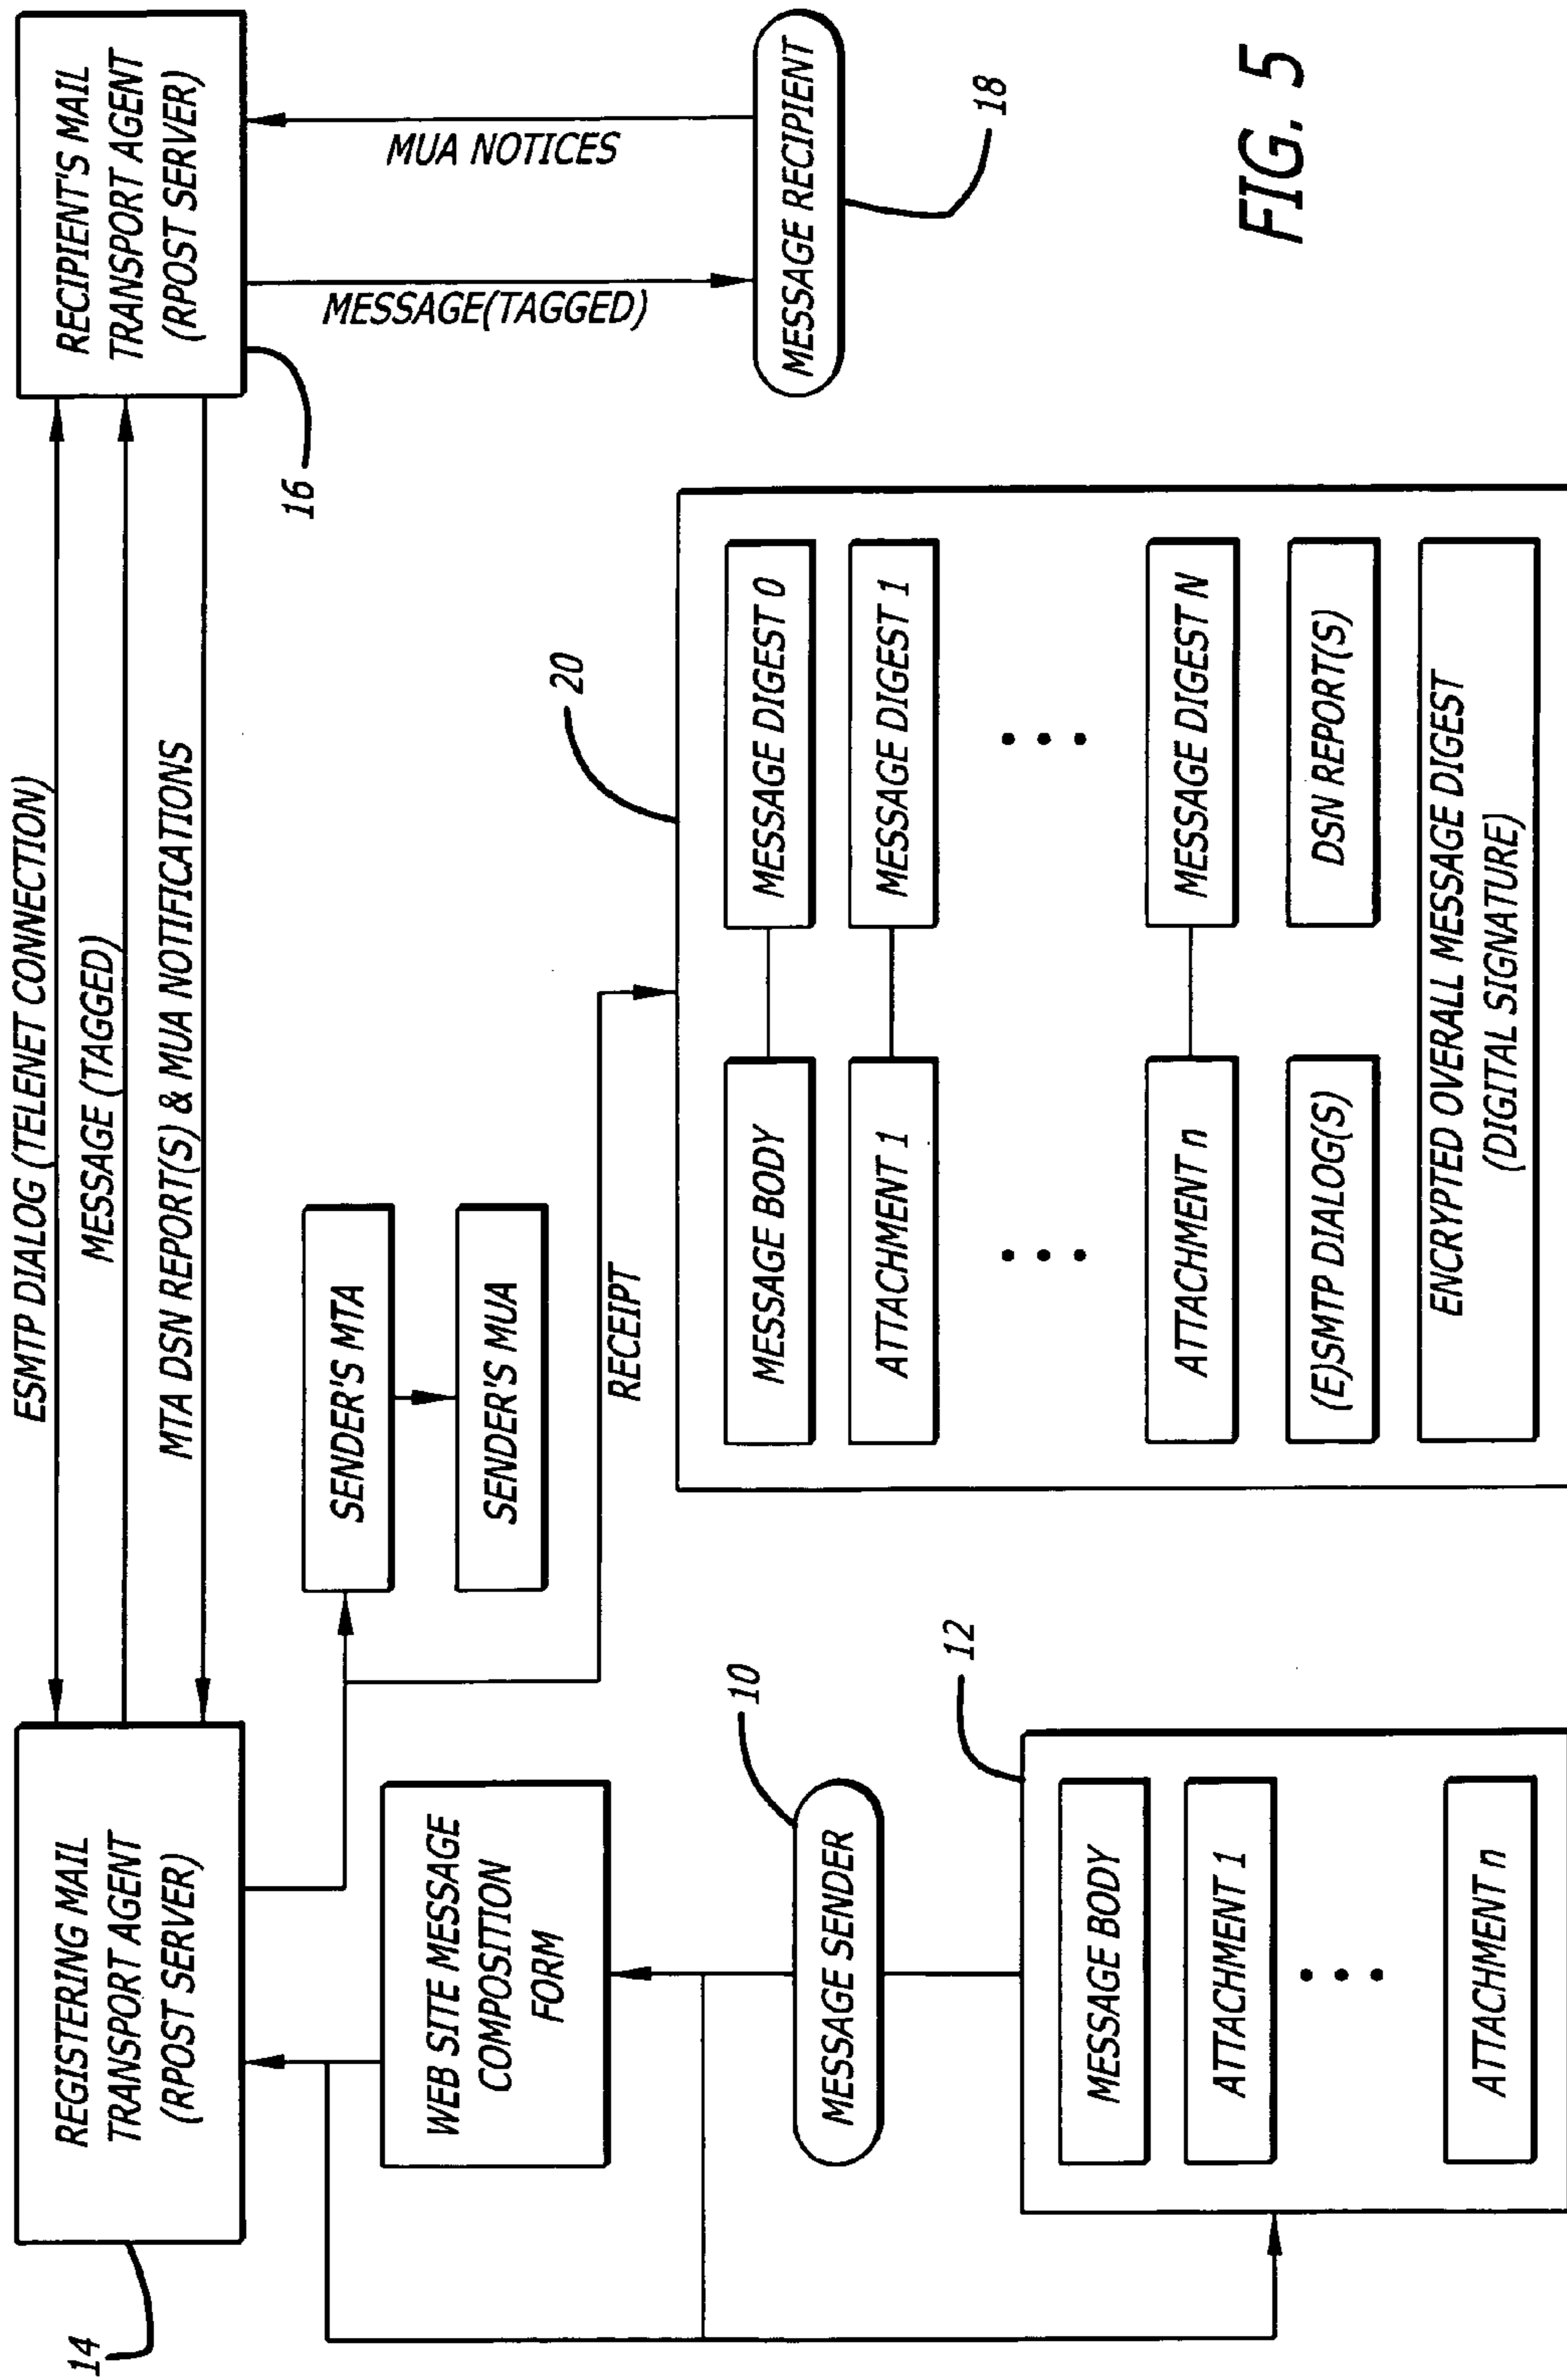 ESMTP DIALOG (TELENET CONNECTION)
MESSAGE (TAGGED)
MTA DSN REPORT(S) & MUA NOTIFICATIONS
REGISTERING MAIL
TRANSPORT AGENT
(RPOST SERVER)
14
RECIPIENT'S MAIL
TRANSPORT AGENT
(RPOST SERVER)
16
MUA NOTICES
MESSAGE(TAGGED)
MESSAGE RECIPIENT
18
SENDER'S MTA
SENDER'S MUA
RECEIPT
WEB SITE MESSAGE
COMPOSITION
FORM
MESSAGE SENDER
10
12
MESSAGE BODY
ATTACHMENT 1
ATTACHMENT n
20
MESSAGE BODY
MESSAGE DIGEST 0
ATTACHMENT 1
MESSAGE DIGEST 1
ATTACHMENT n
MESSAGE DIGEST N
(E)SMTP DIALOG(S)
DSN REPORT(S)
ENCRYPTED OVERALL MESSAGE DIGEST
(DIGITAL SIGNATURE)
FIG. 5